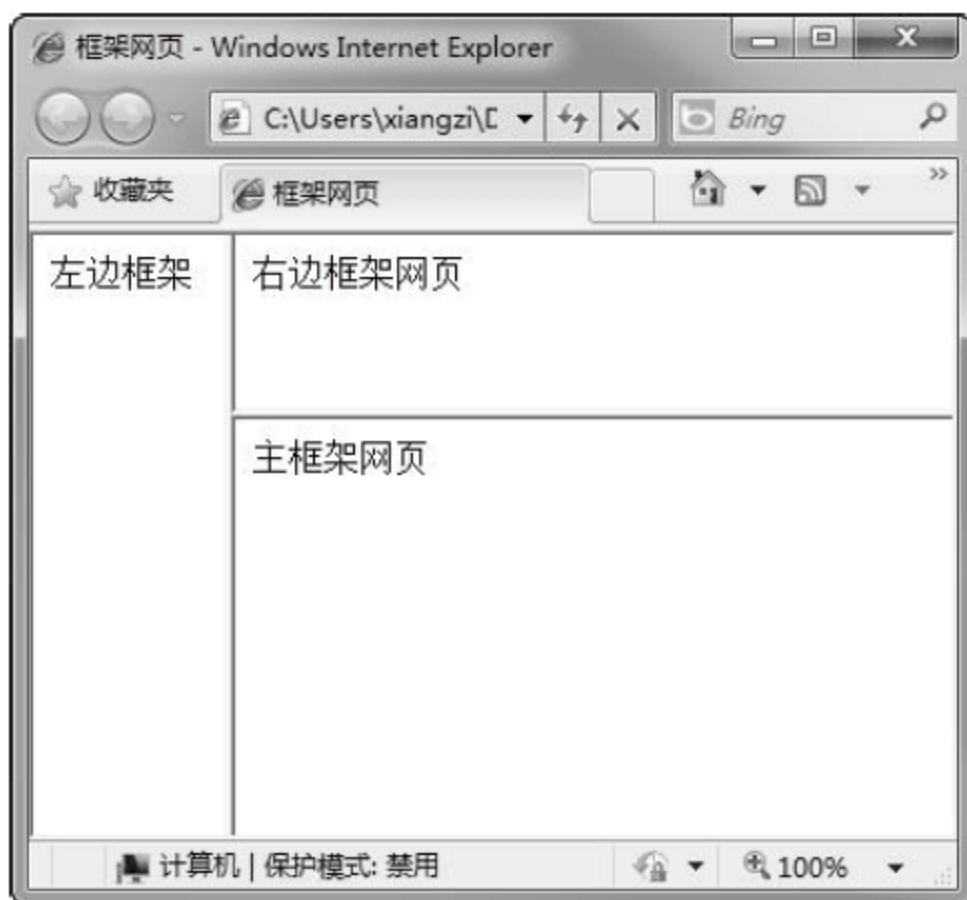 框架网页 - Windows Internet Explorer
C:\Users\xiangzi\D
Bing
收藏夹
框架网页
左边框架
右边框架网页
主框架网页
计算机 | 保护模式: 禁用
100%